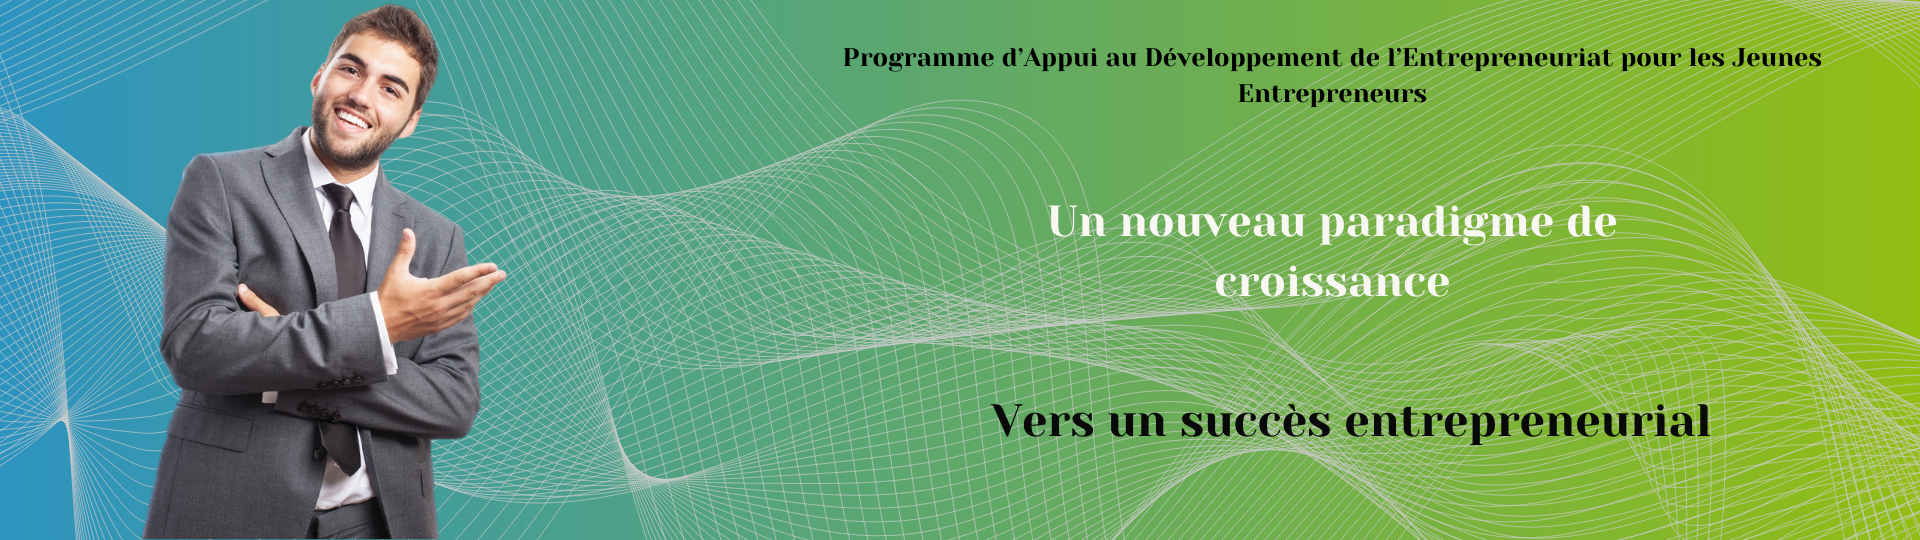 Programme d’Appui au Développement de l’Entrepreneuriat pour les Jeunes
Entrepreneurs
Un nouveau paradigme de
croissance
Vers un succès entrepreneurial